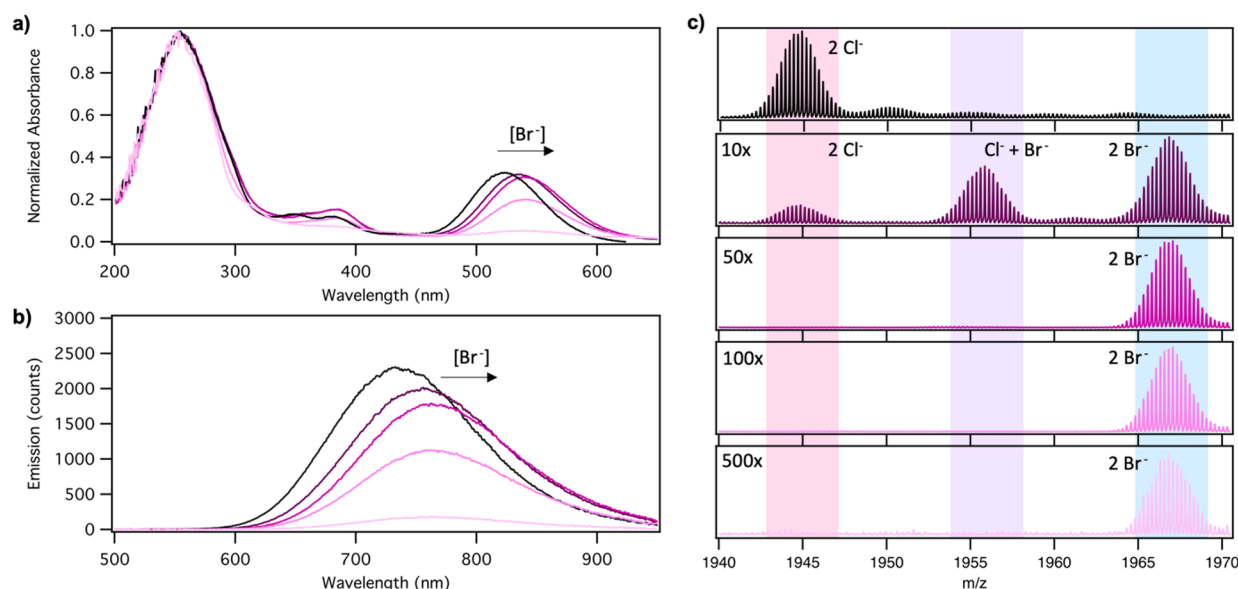 a)
1.0
0.8
0.6
0.4
0.2
0.0
Normalized Absorbance
[Br⁻]
200 300 400 500 600
Wavelength (nm)
b)
3000
2500
2000
1500
1000
500
0
Emission (counts)
[Br⁻]
500 600 700 800 900
Wavelength (nm)
c)
2 Cl⁻
10x 2 Cl⁻ Cl⁻ + Br⁻ 2 Br⁻
50x 2 Br⁻
100x 2 Br⁻
500x 2 Br⁻
1940 1945 1950 1955 1960 1965 1970
m/z